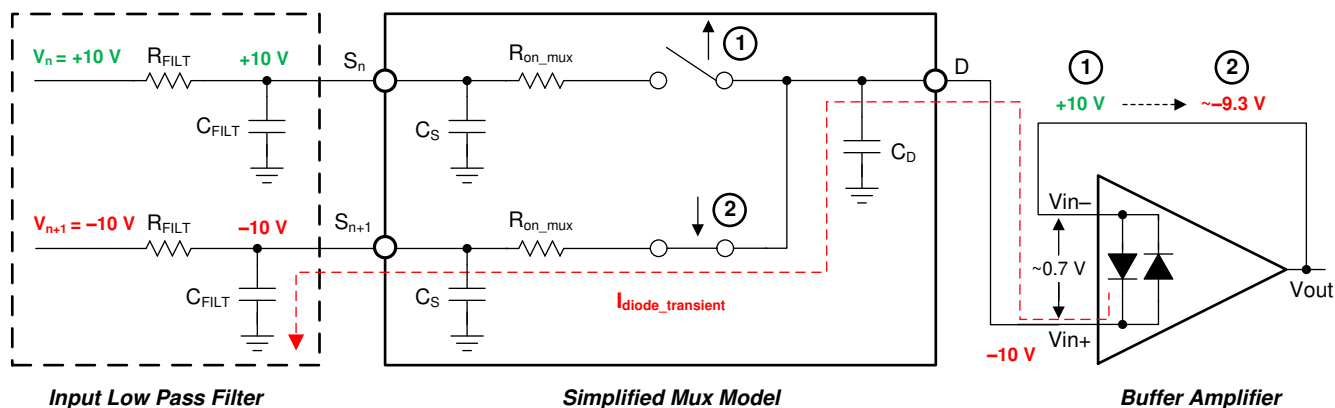 Vn = +10 V
RFILT
+10 V
CFILT
Sn
CS
Ron_mux
1
D
CD
1
2
+10 V
~–9.3 V
Vn+1 = –10 V
RFILT
–10 V
CFILT
Sn+1
CS
Ron_mux
2
Idiode_transient
Vin–
~0.7 V
Vin+
–10 V
Vout
Input Low Pass Filter
Simplified Mux Model
Buffer Amplifier